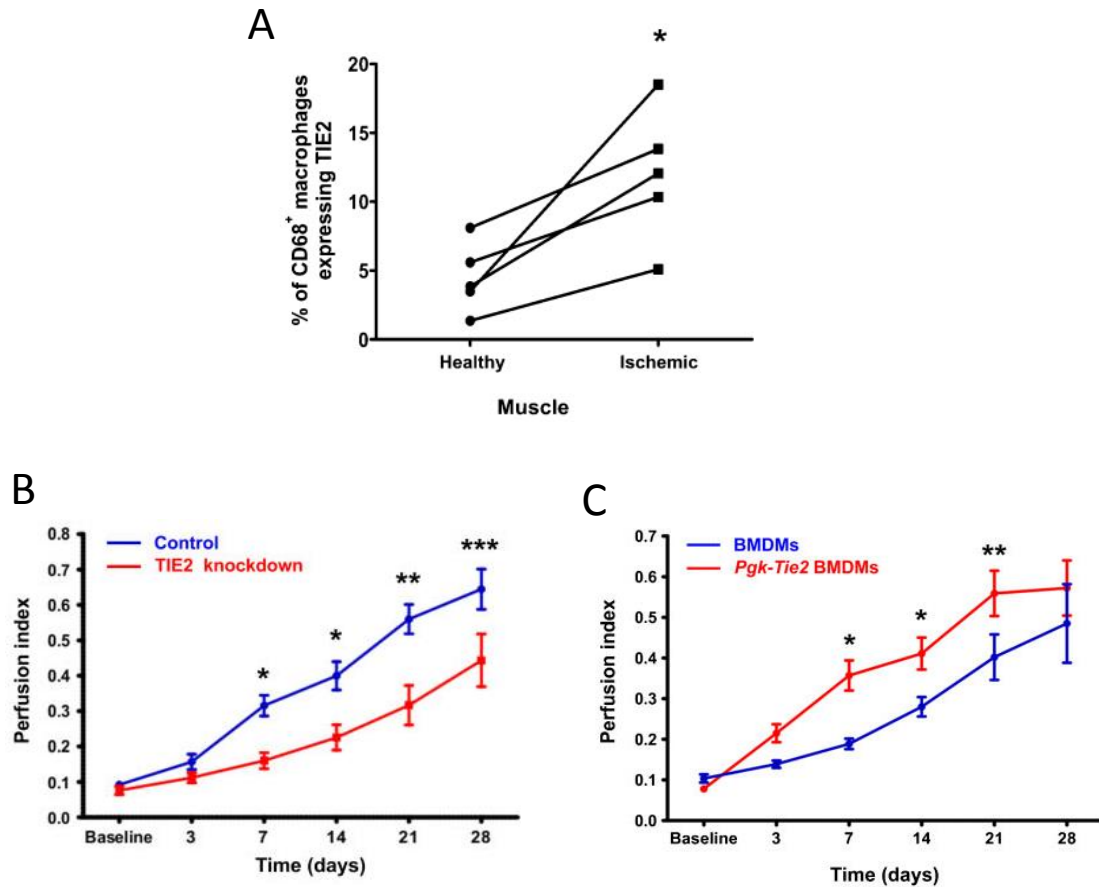 A
*
% of CD68⁺ macrophages
expressing TIE2
20
15
10
5
0
Healthy
Ischemic
Muscle
B
Control
TIE2 knockdown
Perfusion index
0.8
0.7
0.6
0.5
0.4
0.3
0.2
0.1
0.0
*
*
**
***
Baseline
3
7
14
21
28
Time (days)
C
BMDMs
Pgk-Tie2 BMDMs
Perfusion index
0.7
0.6
0.5
0.4
0.3
0.2
0.1
0.0
*
*
**
Baseline
3
7
14
21
28
Time (days)